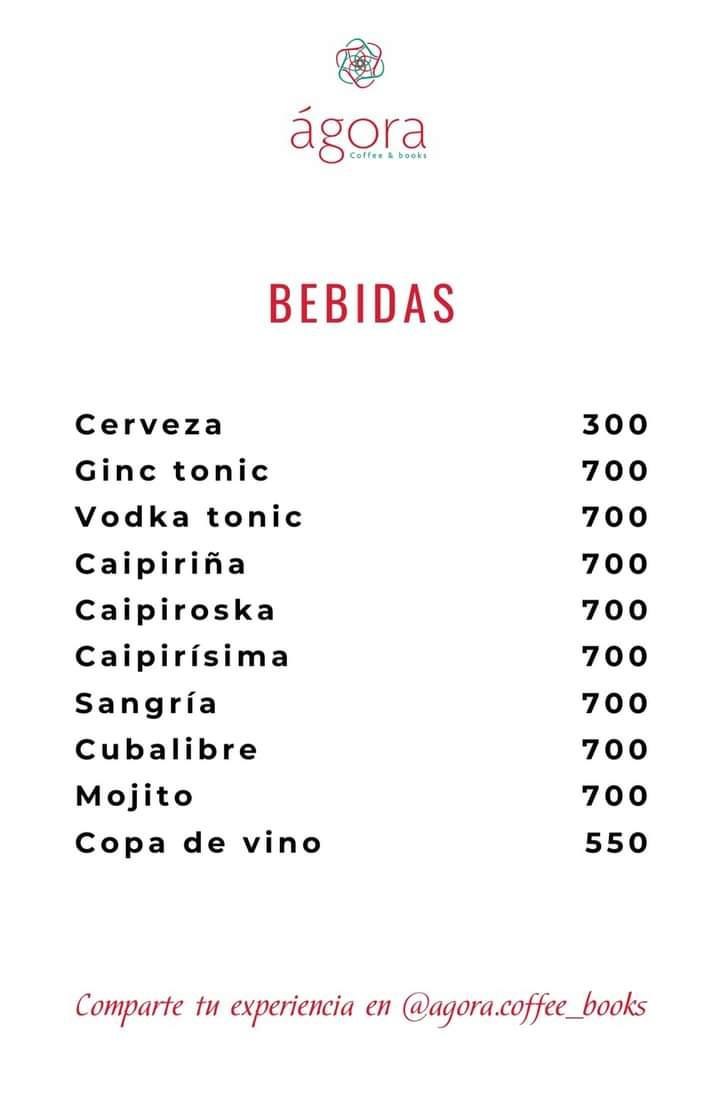 ágora
Coffee & books
BEBIDAS
Cerveza 300
Ginc tonic 700
Vodka tonic 700
Caipiriña 700
Caipiroska 700
Caipirísima 700
Sangría 700
Cubalibre 700
Mojito 700
Copa de vino 550
Comparte tu experiencia en @agora.coffee_books